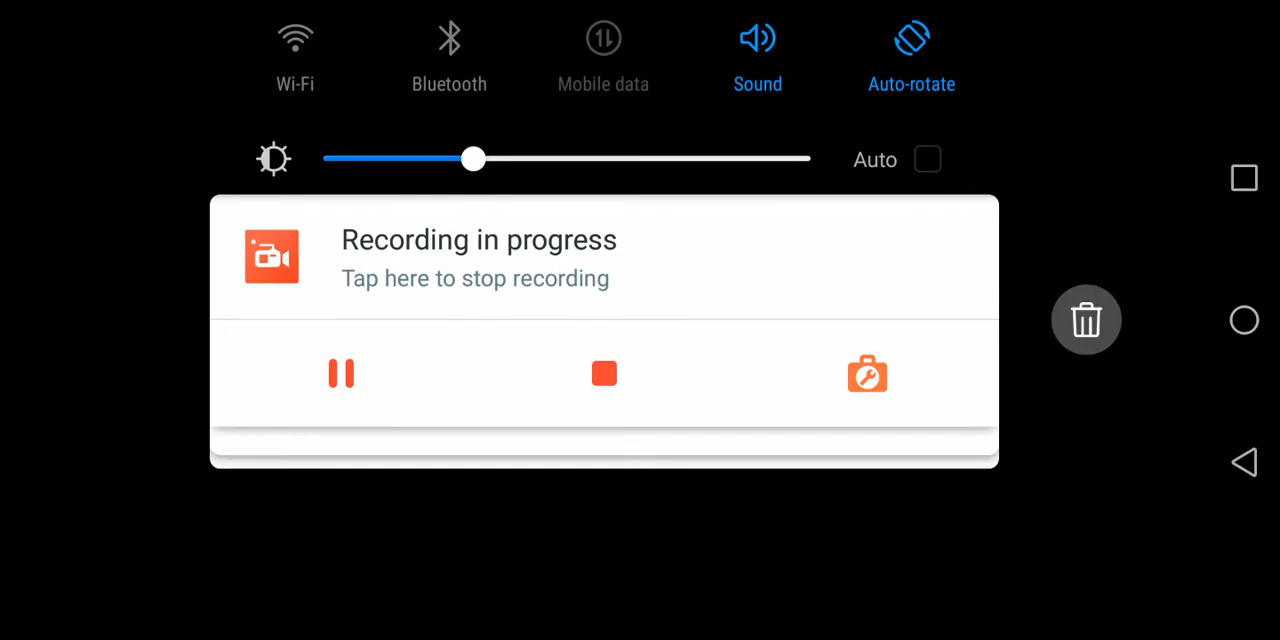 Wi-Fi
Bluetooth
Mobile data
Sound
Auto-rotate
Auto
Recording in progress
Tap here to stop recording